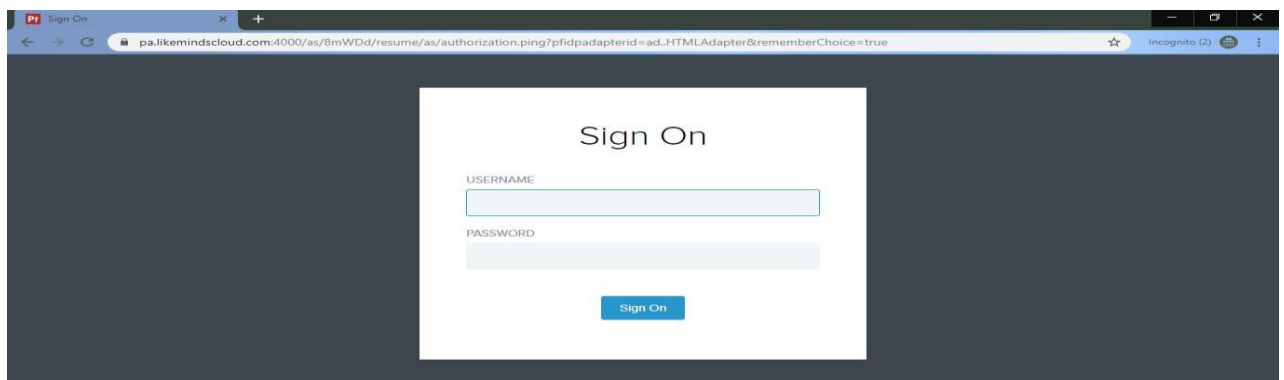 Pf Sign On
pa.likemindscloud.com:4000/as/8mWDd/resume/as/authorization.ping?pfidpadapterid=ad..HTMLAdapter&rememberChoice=true
Incognito (2)
Sign On
USERNAME
PASSWORD
Sign On